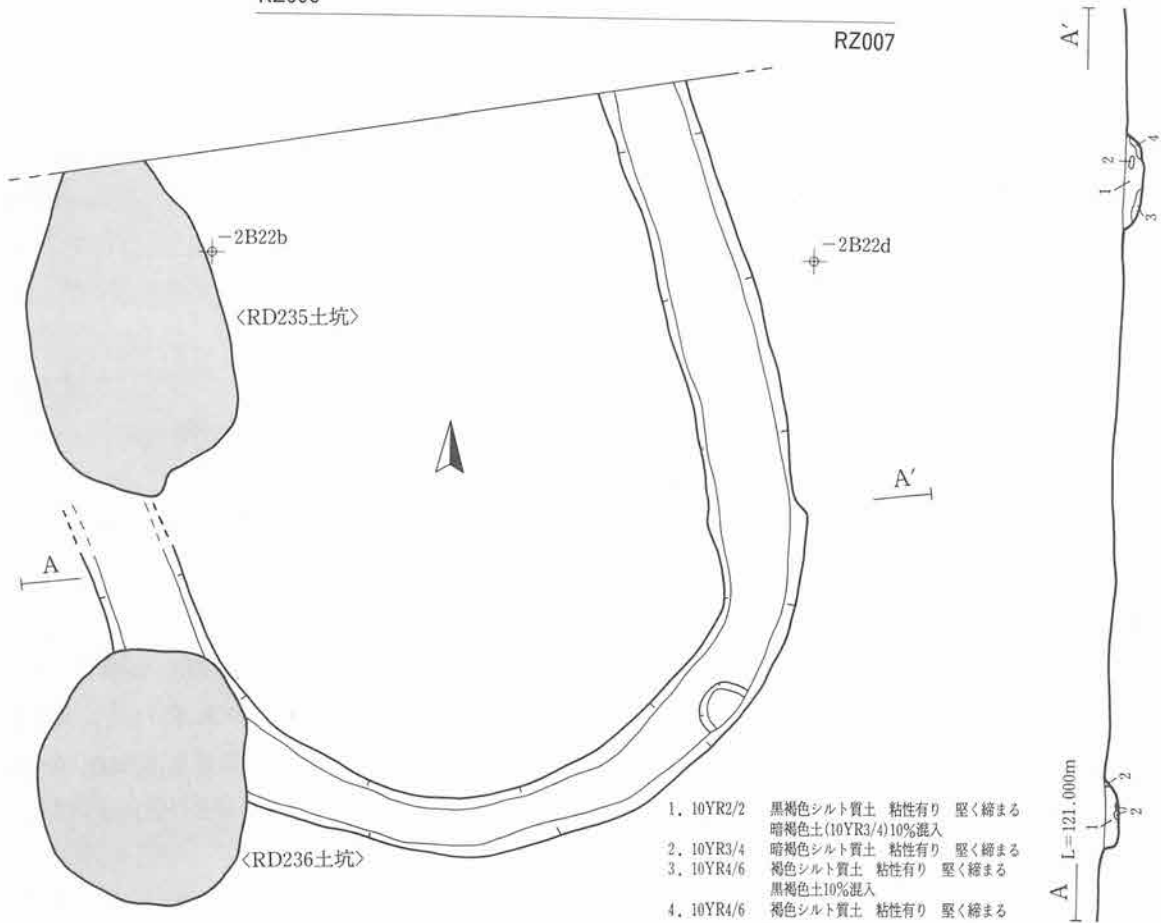 RZ007
A′
4
2
1
3
-2B22b
-2B22d
〈RD235土坑〉
A′
A
〈RD236土坑〉
1. 10YR2/2 黒褐色シルト質土 粘性有り 堅く締まる
暗褐色土(10YR3/4)10%混入
2. 10YR3/4 暗褐色シルト質土 粘性有り 堅く締まる
3. 10YR4/6 褐色シルト質土 粘性有り 堅く締まる
黒褐色土10%混入
4. 10YR4/6 褐色シルト質土 粘性有り 堅く締まる
2
1
2
A L=121.000m